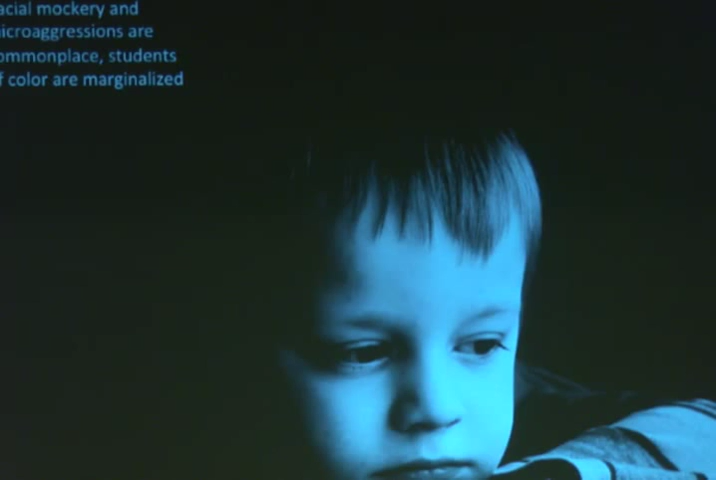 acial mockery and
icroaggressions are
ommonplace, students
f color are marginalized